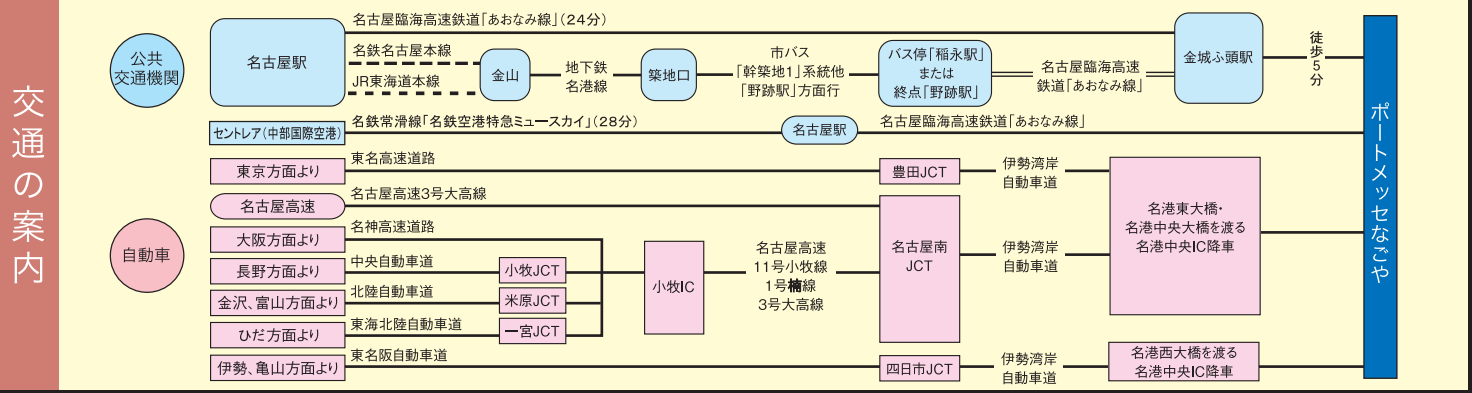 交通の案内
公共
交通機関
名古屋駅
名古屋臨海高速鉄道「あおなみ線」(24分)
名鉄名古屋本線
JR東海道本線
金山
地下鉄
名港線
築地口
市バス
「幹築地1」系統他
「野跡駅」方面行
バス停「稲永駅」
または
終点「野跡駅」
名古屋臨海高速
鉄道「あおなみ線」
金城ふ頭駅
徒歩5分
セントレア(中部国際空港)
名鉄常滑線「名鉄空港特急ミュースカイ」(28分)
名古屋駅
名古屋臨海高速鉄道「あおなみ線」
自動車
東京方面より
東名高速道路
豊田JCT
伊勢湾岸
自動車道
名古屋高速
名古屋高速3号大高線
大阪方面より
名神高速道路
長野方面より
中央自動車道
小牧JCT
金沢、富山方面より
北陸自動車道
米原JCT
ひだ方面より
東海北陸自動車道
一宮JCT
小牧IC
名古屋高速
11号小牧線
1号楠線
3号大高線
名古屋南
JCT
伊勢湾岸
自動車道
名港東大橋・
名港中央大橋を渡る
名港中央IC降車
伊勢、亀山方面より
東名阪自動車道
四日市JCT
伊勢湾岸
自動車道
名港西大橋を渡る
名港中央IC降車
ポートメッセなごや